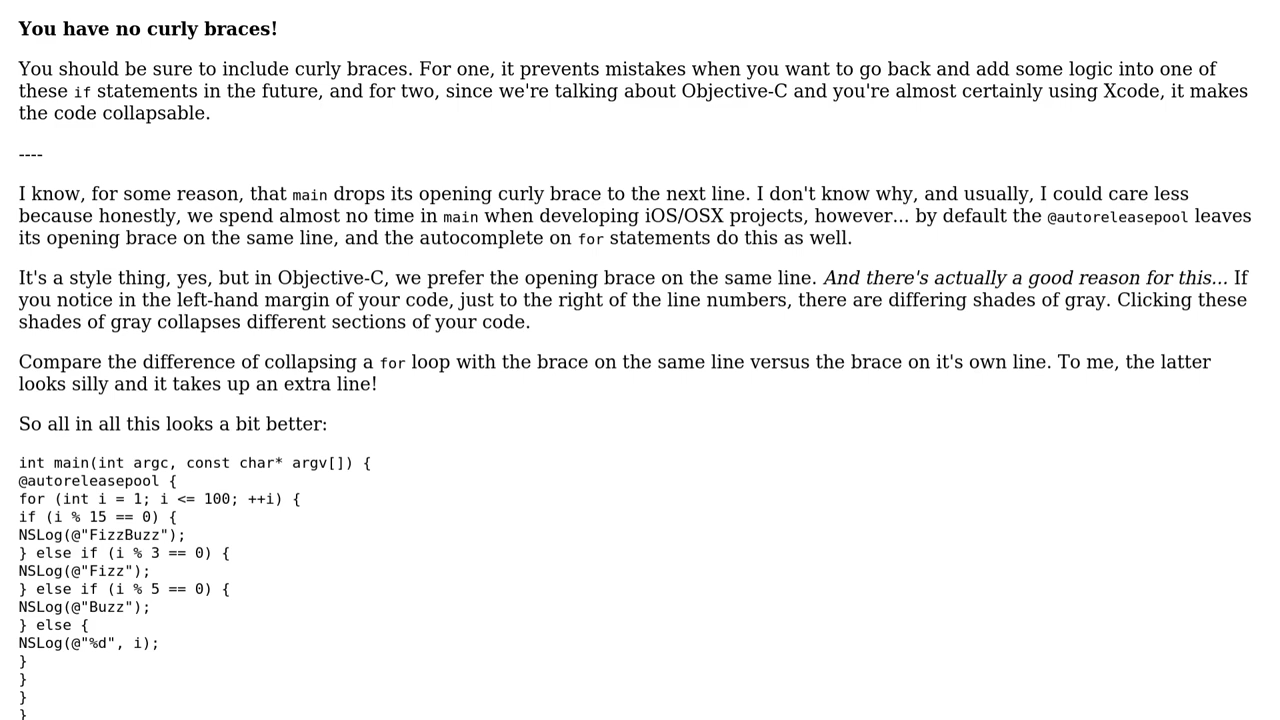 You have no curly braces!
You should be sure to include curly braces. For one, it prevents mistakes when you want to go back and add some logic into one of
these if statements in the future, and for two, since we're talking about Objective-C and you're almost certainly using Xcode, it makes
the code collapsable.
----
I know, for some reason, that main drops its opening curly brace to the next line. I don't know why, and usually, I could care less
because honestly, we spend almost no time in main when developing iOS/OSX projects, however... by default the @autoreleasepool leaves
its opening brace on the same line, and the autocomplete on for statements do this as well.
It's a style thing, yes, but in Objective-C, we prefer the opening brace on the same line. And there's actually a good reason for this... If
you notice in the left-hand margin of your code, just to the right of the line numbers, there are differing shades of gray. Clicking these
shades of gray collapses different sections of your code.
Compare the difference of collapsing a for loop with the brace on the same line versus the brace on it's own line. To me, the latter
looks silly and it takes up an extra line!
So all in all this looks a bit better:
int main(int argc, const char* argv[]) {
@autoreleasepool {
for (int i = 1; i <= 100; ++i) {
if (i % 15 == 0) {
NSLog(@"FizzBuzz");
} else if (i % 3 == 0) {
NSLog(@"Fizz");
} else if (i % 5 == 0) {
NSLog(@"Buzz");
} else {
NSLog(@"%d", i);
}
}
}
}